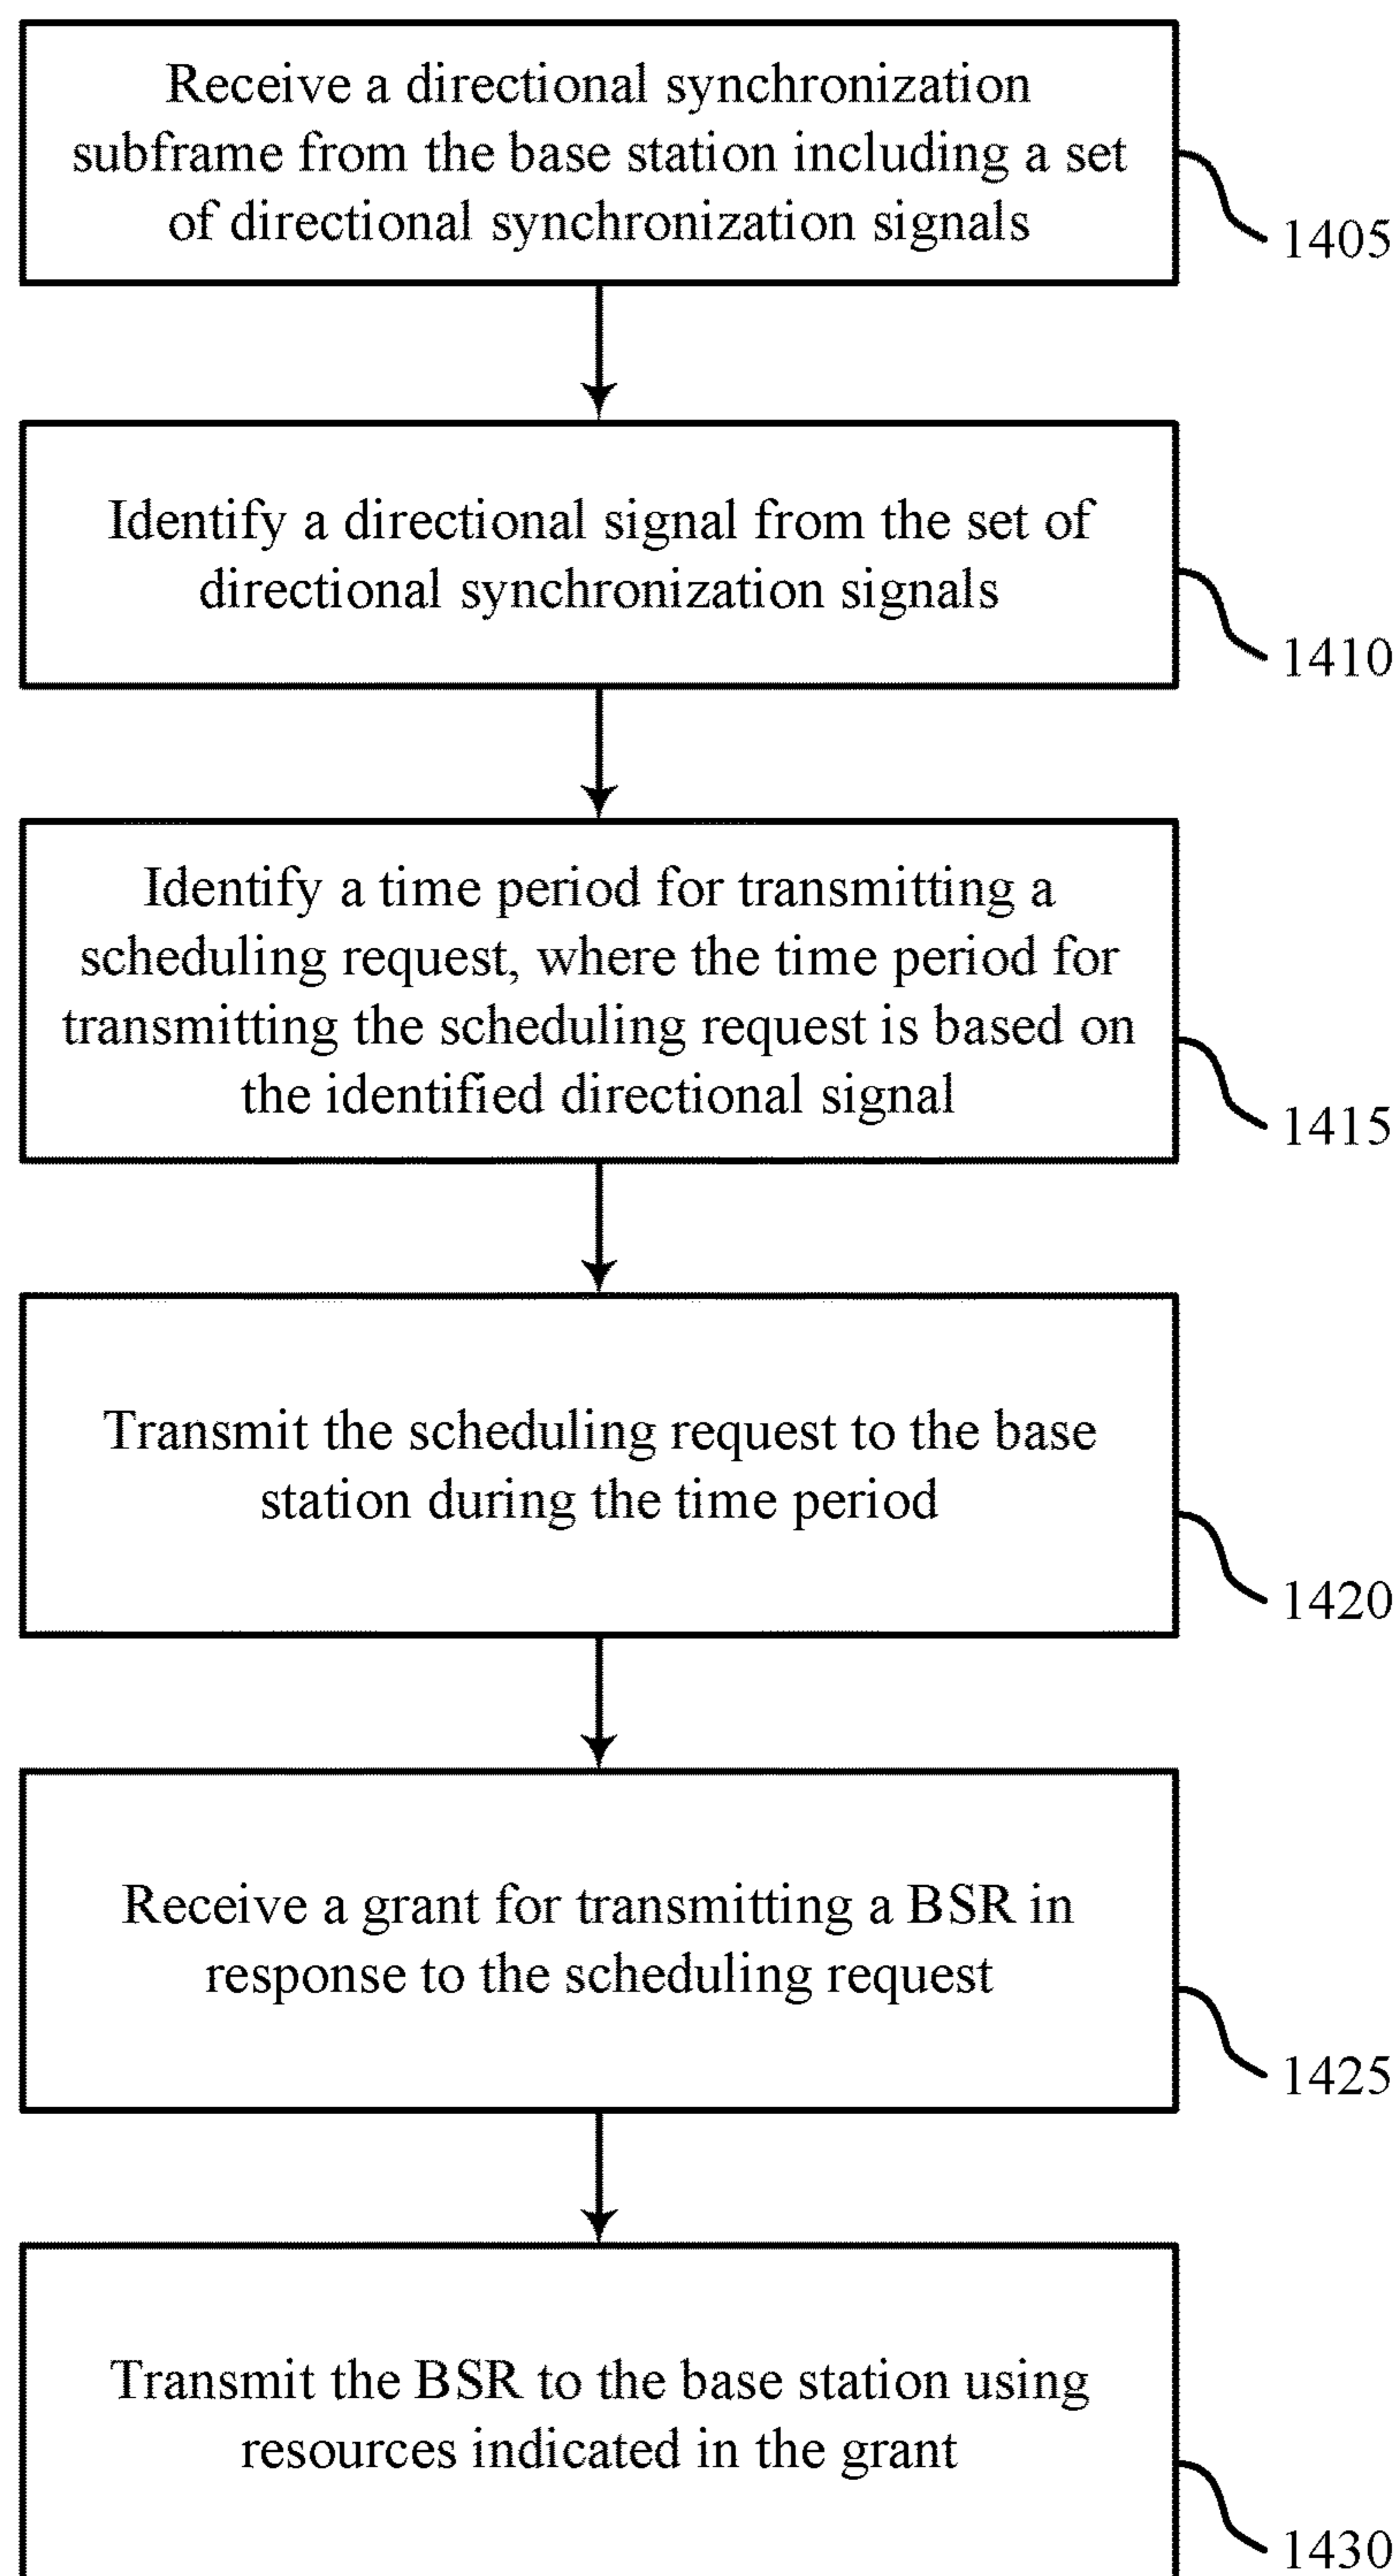 Receive a directional synchronization
subframe from the base station including a set
of directional synchronization signals
1405
Identify a directional signal from the set of
directional synchronization signals
1410
Identify a time period for transmitting a
scheduling request, where the time period for
transmitting the scheduling request is based on
the identified directional signal
1415
Transmit the scheduling request to the base
station during the time period
1420
Receive a grant for transmitting a BSR in
response to the scheduling request
1425
Transmit the BSR to the base station using
resources indicated in the grant
1430